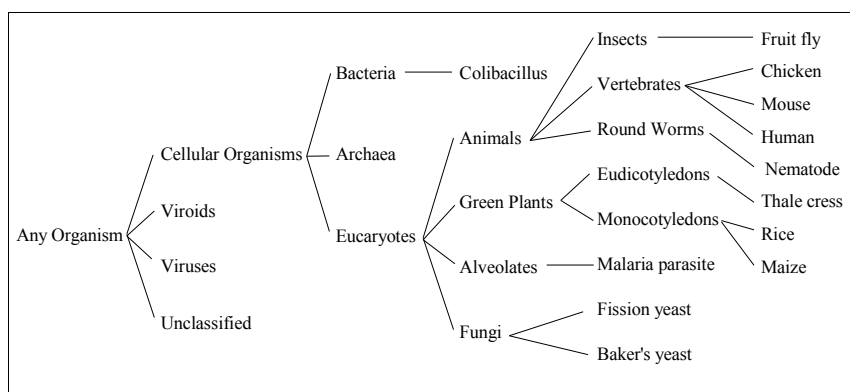 Any Organism
Cellular Organisms
Viroids
Viruses
Unclassified
Bacteria
Archaea
Eucaryotes
Colibacillus
Animals
Green Plants
Alveolates
Fungi
Insects
Vertebrates
Round Worms
Eudicotyledons
Monocotyledons
Malaria parasite
Fission yeast
Baker's yeast
Fruit fly
Chicken
Mouse
Human
Nematode
Thale cress
Rice
Maize